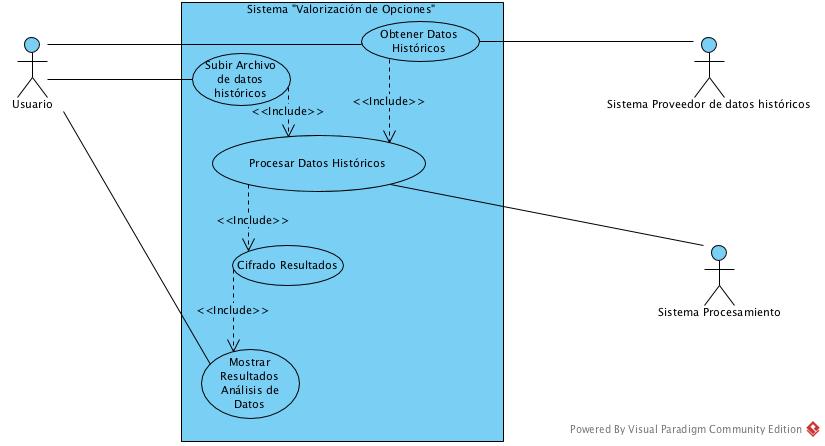 Sistema "Valorización de Opciones"
Obtener Datos
Históricos
Subir Archivo
de datos
históricos
Usuario
Sistema Proveedor de datos históricos
<<Include>>
<<Include>>
Procesar Datos Históricos
<<Include>>
Cifrado Resultados
<<Include>>
Sistema Procesamiento
Mostrar
Resultados
Análisis de
Datos
Powered By Visual Paradigm Community Edition